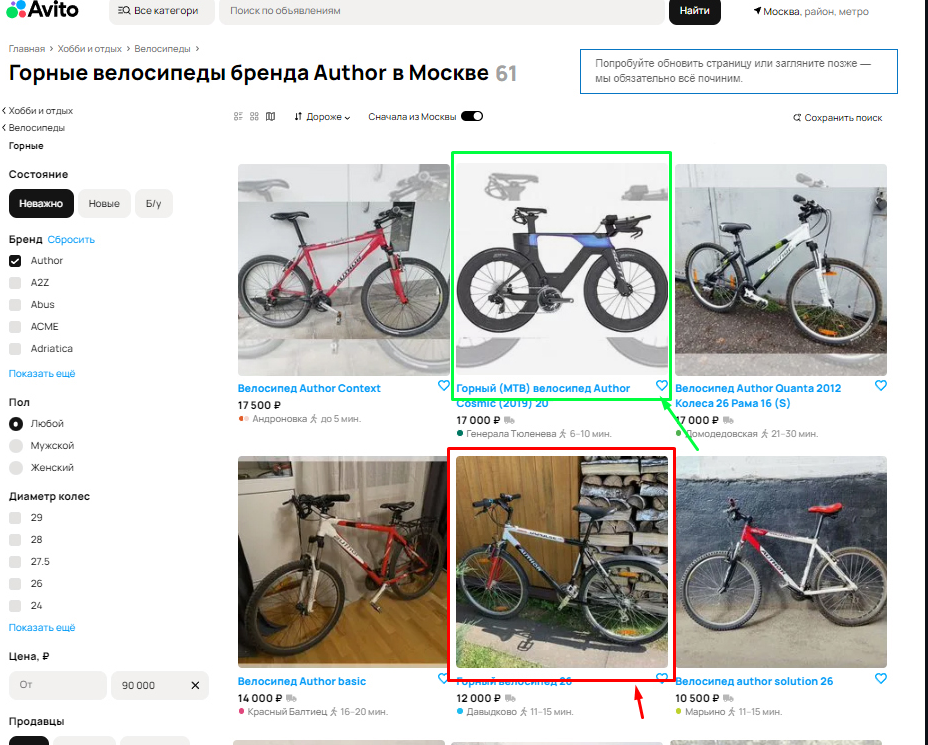 Avito
Все категори
Поиск по объявлениям
Найти
Москва, район, метро
Главная › Хобби и отдых › Велосипеды ›
Горные велосипеды бренда Author в Москве 61
Попробуйте обновить страницу или загляните позже —
мы обязательно всё починим.
Хобби и отдых
Велосипеды
Горные
Дороже
Сначала из Москвы
Сохранить поиск
Состояние
Неважно
Новые
Б/у
Бренд Сбросить
Author
A2Z
Abus
ACME
Adriatica
Показать ещё
Пол
Любой
Мужской
Женский
Диаметр колес
29
28
27.5
26
24
Показать ещё
Цена, ₽
От
90 000
Продавцы
Велосипед Author Context
17 500 ₽
Андроновка до 5 мин.
Горный (MTB) велосипед Author
Cosmic (2019) 20
17 000 ₽
Генерала Тюленева 6–10 мин.
Велосипед Author Quanta 2012
Колеса 26 Рама 16 (S)
17 000 ₽
Домодедовская 21–30 мин.
Велосипед Author basic
14 000 ₽
Красный Балтиец 16–20 мин.
Горный велосипед 26
12 000 ₽
Давыдково 11–15 мин.
Велосипед author solution 26
10 500 ₽
Марьино 11–15 мин.